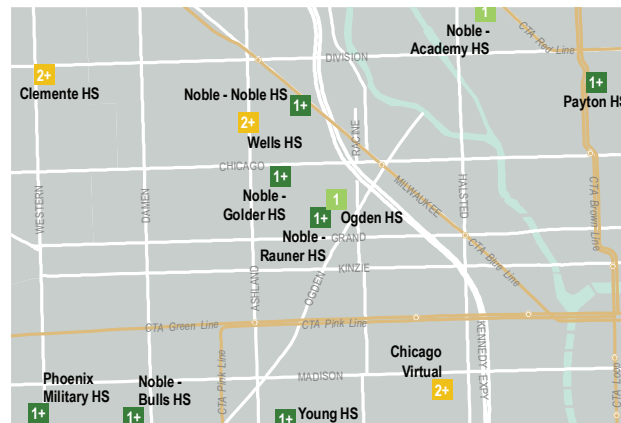 1
Noble -
Academy HS
CTA Red Line
DIVISION
2+
Clemente HS
Noble - Noble HS
1+
1+
Payton HS
2+
Wells HS
RACINE
CHICAGO
1+
Noble -
Golder HS
1
Ogden HS
1+
Noble -
Rauner HS
MILWAUKEE
HALSTED
WESTERN
DAMEN
GRAND
KINZIE
ASHLAND
OGDEN
CTA Blue Line
CTA Brown Line
CTA Green Line
CTA Pink Line
KENNEDY EXPY
CTA Pink Line
CTA Loop
MADISON
Chicago
Virtual
2+
Phoenix
Military HS
1+
Noble -
Bulls HS
1+
1+
Young HS